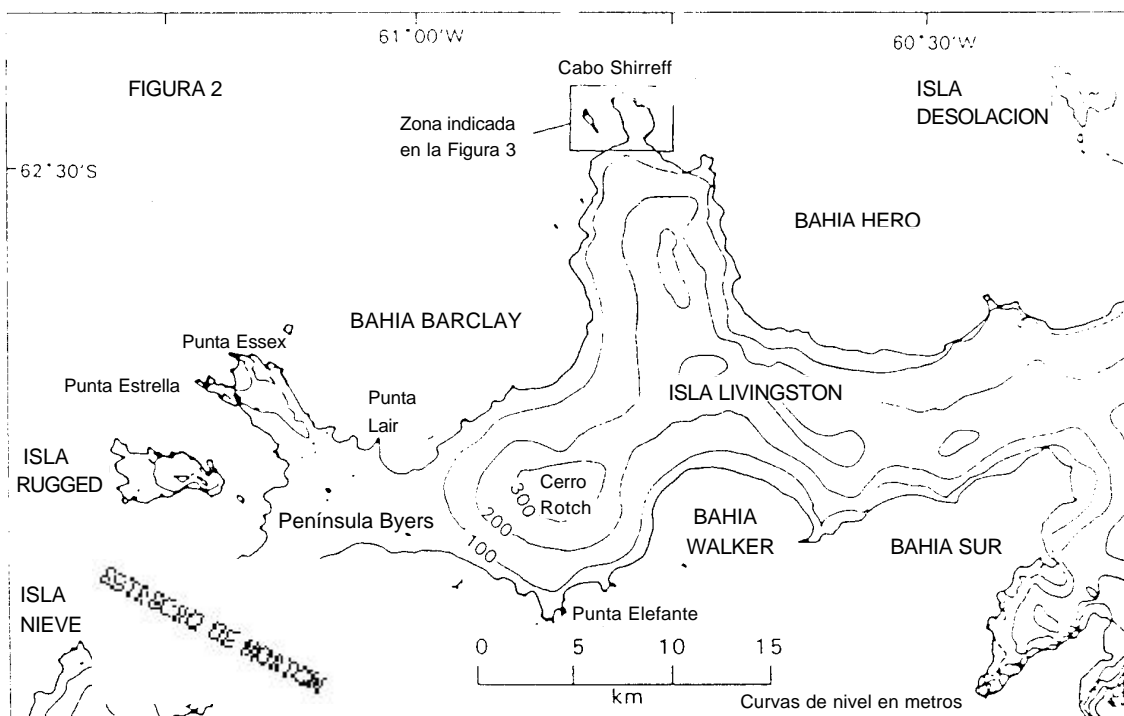 61°00'W
60°30'W
FIGURA 2
Cabo Shirreff
ISLA
DESOLACION
Zona indicada
en la Figura 3
62°30'S
BAHIA HERO
BAHIA BARCLAY
Punta Essex
Punta Estrella
Punta
Lair
ISLA LIVINGSTON
ISLA
RUGGED
Cerro
Rotch
300
200
100
Península Byers
BAHIA
WALKER
BAHIA SUR
ESTRECHO DE MORTON
ISLA
NIEVE
Punta Elefante
0 5 10 15
km
Curvas de nivel en metros